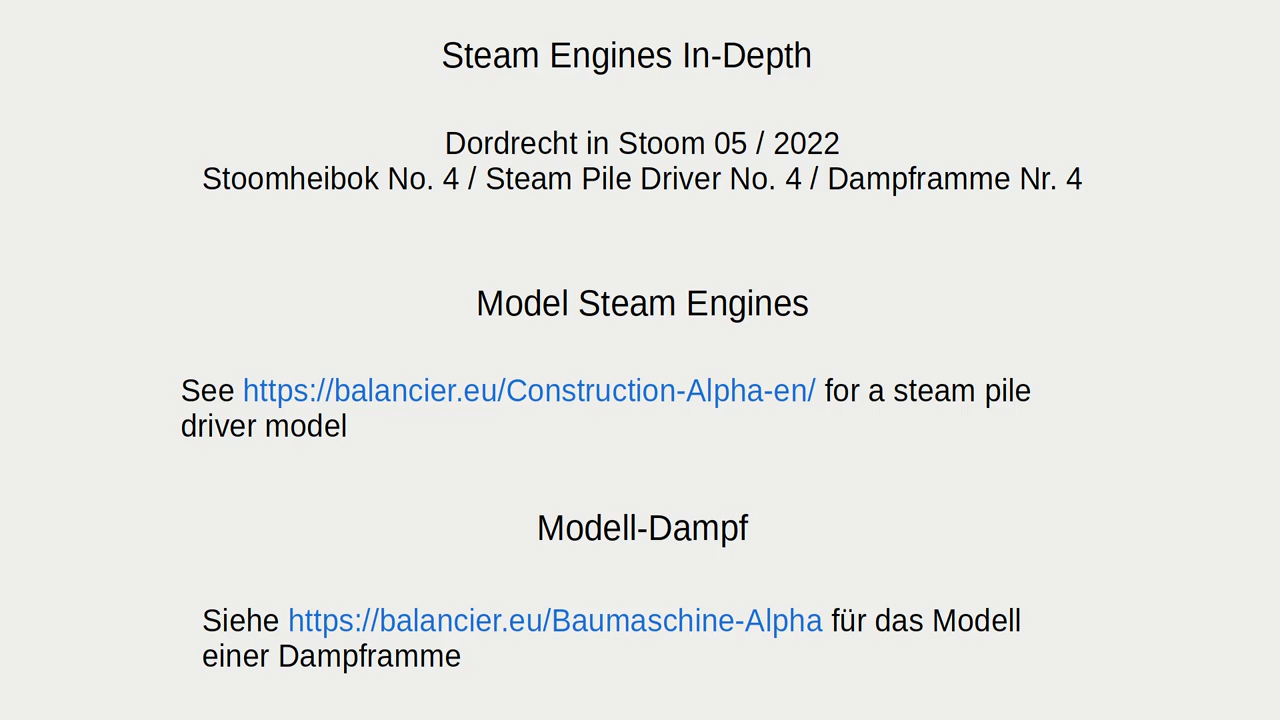 Steam Engines In-Depth
Dordrecht in Stoom 05 / 2022
Stoomheibok No. 4 / Steam Pile Driver No. 4 / Dampframme Nr. 4
Model Steam Engines
See https://balancier.eu/Construction-Alpha-en/ for a steam pile
driver model
Modell-Dampf
Siehe https://balancier.eu/Baumaschine-Alpha für das Modell
einer Dampframme